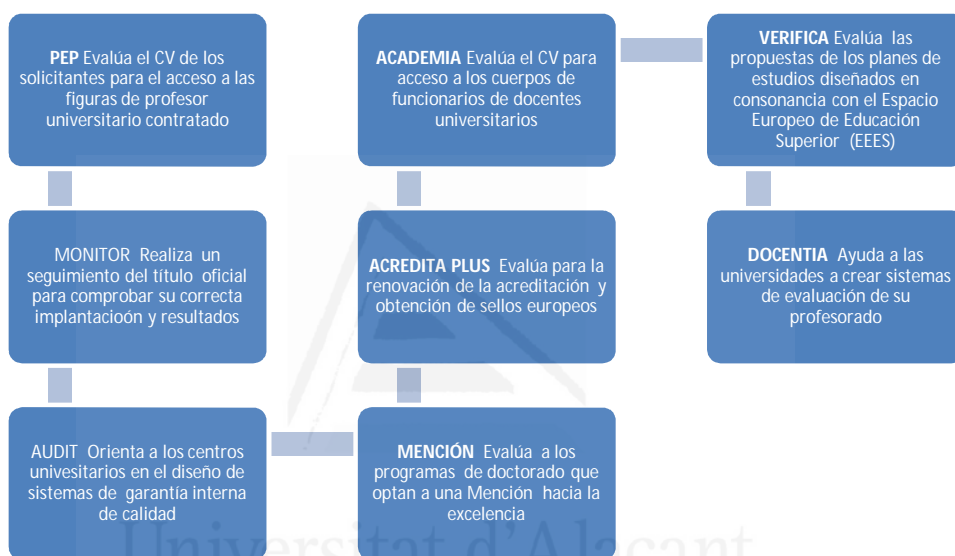 PEP Evalúa el CV de los
solicitantes para el acceso a las
figuras de profesor
universitario contratado
MONITOR Realiza un
seguimiento del título oficial
para comprobar su correcta
implantacioón y resultados
AUDIT Orienta a los centros
univesitarios en el diseño de
sistemas de garantía interna
de calidad
MENCIÓN Evalúa a los
programas de doctorado que
optan a una Mención hacia la
excelencia
ACREDITA PLUS Evalúa para la
renovación de la acreditación y
obtención de sellos europeos
ACADEMIA Evalúa el CV para
acceso a los cuerpos de
funcionarios de docentes
universitarios
VERIFICA Evalúa las
propuestas de los planes de
estudios diseñados en
consonancia con el Espacio
Europeo de Educación
Superior (EEES)
DOCENTIA Ayuda a las
universidades a crear sistemas
de evaluación de su
profesorado
Universitat d'Alacant